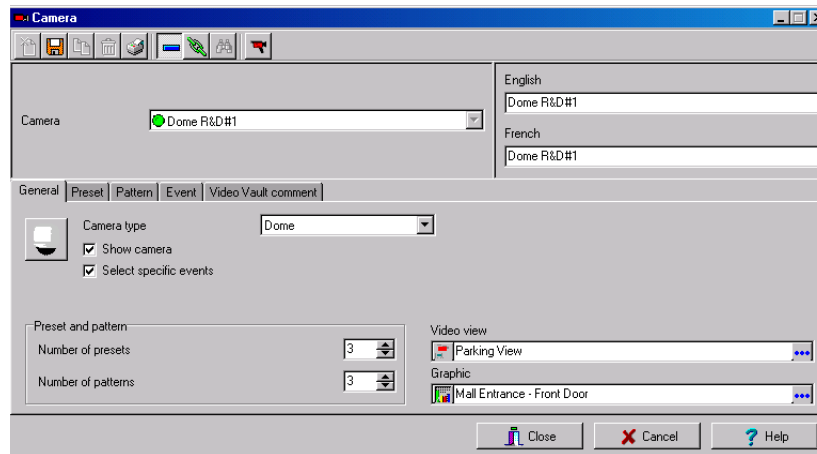 Camera
English
Dome R&D#1
Camera
Dome R&D#1
French
Dome R&D#1
General Preset Pattern Event Video Vault comment
Camera type
Dome
Show camera
Select specific events
Preset and pattern
Number of presets
3
Number of patterns
3
Video view
Parking View
Graphic
Mall Entrance - Front Door
Close Cancel Help